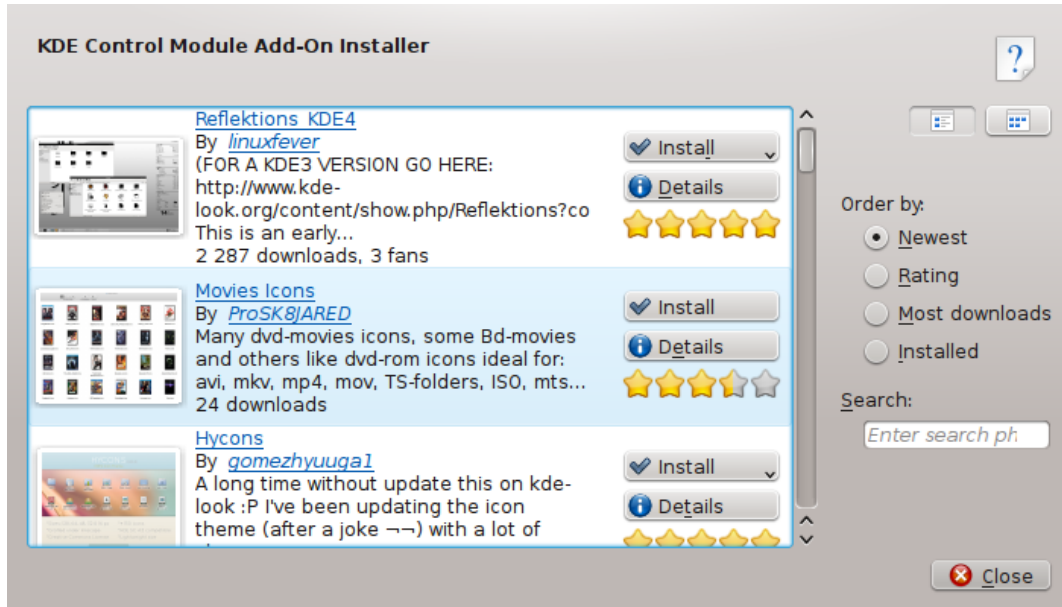 KDE Control Module Add-On Installer
Reflektions KDE4
By linuxfever
(FOR A KDE3 VERSION GO HERE:
http://www.kde-
look.org/content/show.php/Reflektions?co
This is an early...
2 287 downloads, 3 fans
Install
Details
Movies Icons
By ProSK8JARED
Many dvd-movies icons, some Bd-movies
and others like dvd-rom icons ideal for:
avi, mkv, mp4, mov, TS-folders, ISO, mts...
24 downloads
Install
Details
Hycons
By gomezhyuuga1
A long time without update this on kde-
look :P I've been updating the icon
theme (after a joke ¬¬) with a lot of
Install
Details
Order by:
Newest
Rating
Most downloads
Installed
Search:
Enter search ph
Close